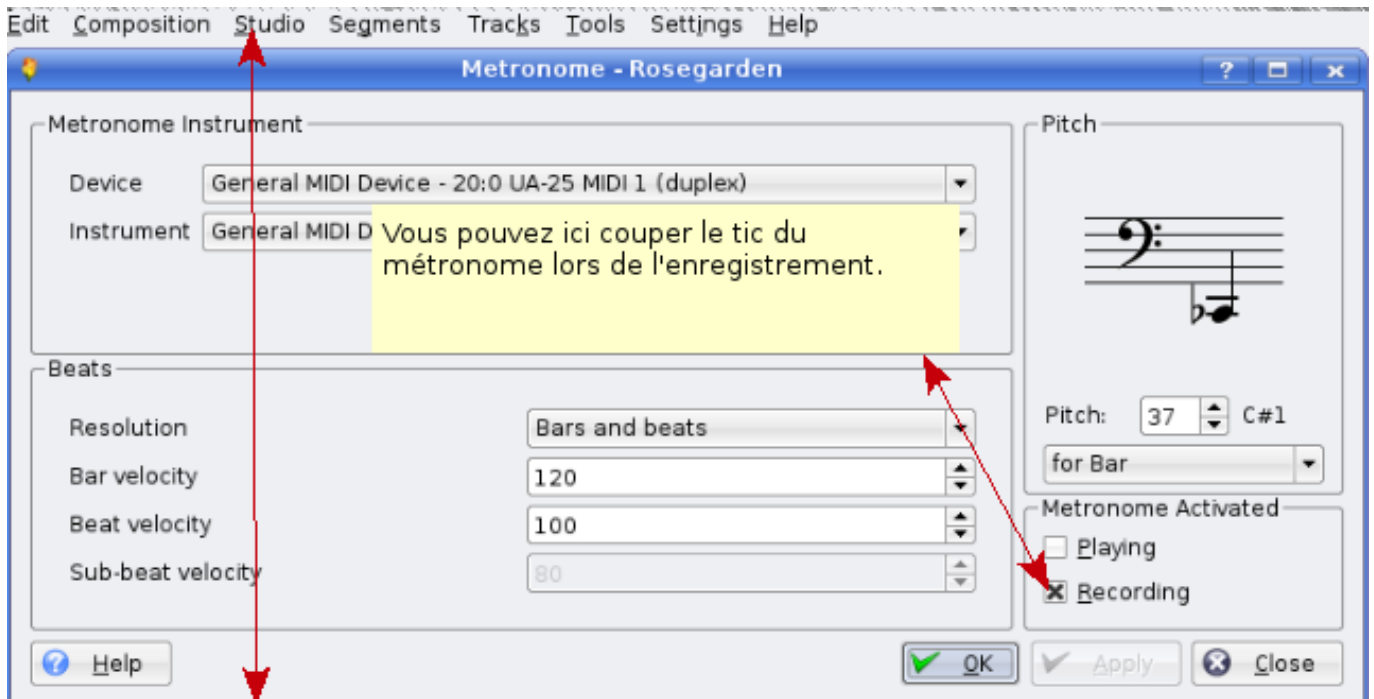 Edit Composition Studio Segments Tracks Tools Settings Help
Metronome - Rosegarden
Metronome Instrument
Device General MIDI Device - 20:0 UA-25 MIDI 1 (duplex)
Instrument General MIDI D
Vous pouvez ici couper le tic du
métronome lors de l'enregistrement.
Beats
Resolution Bars and beats
Bar velocity 120
Beat velocity 100
Sub-beat velocity 80
Pitch
Pitch: 37 C#1
for Bar
Metronome Activated
Playing
Recording
Help OK Apply Close